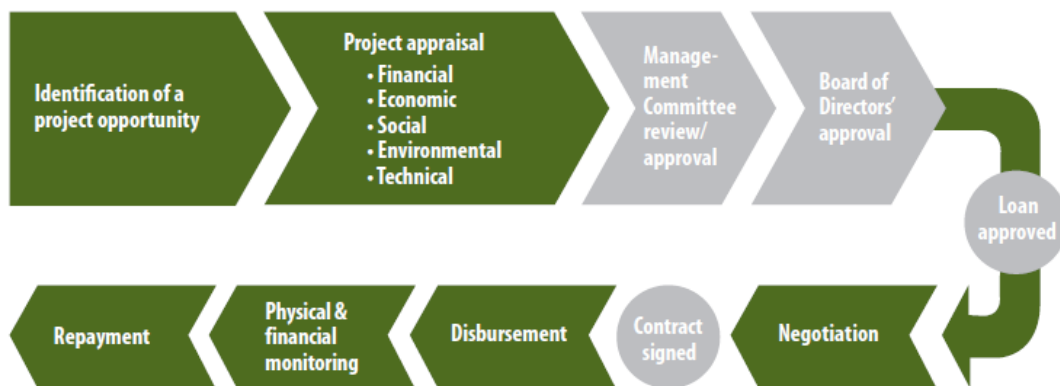 Identification of a
project opportunity
Project appraisal
• Financial
• Economic
• Social
• Environmental
• Technical
Manage-
ment
Committee
review/
approval
Board of
Directors’
approval
Loan
approved
Negotiation
Contract
signed
Disbursement
Physical &
financial
monitoring
Repayment